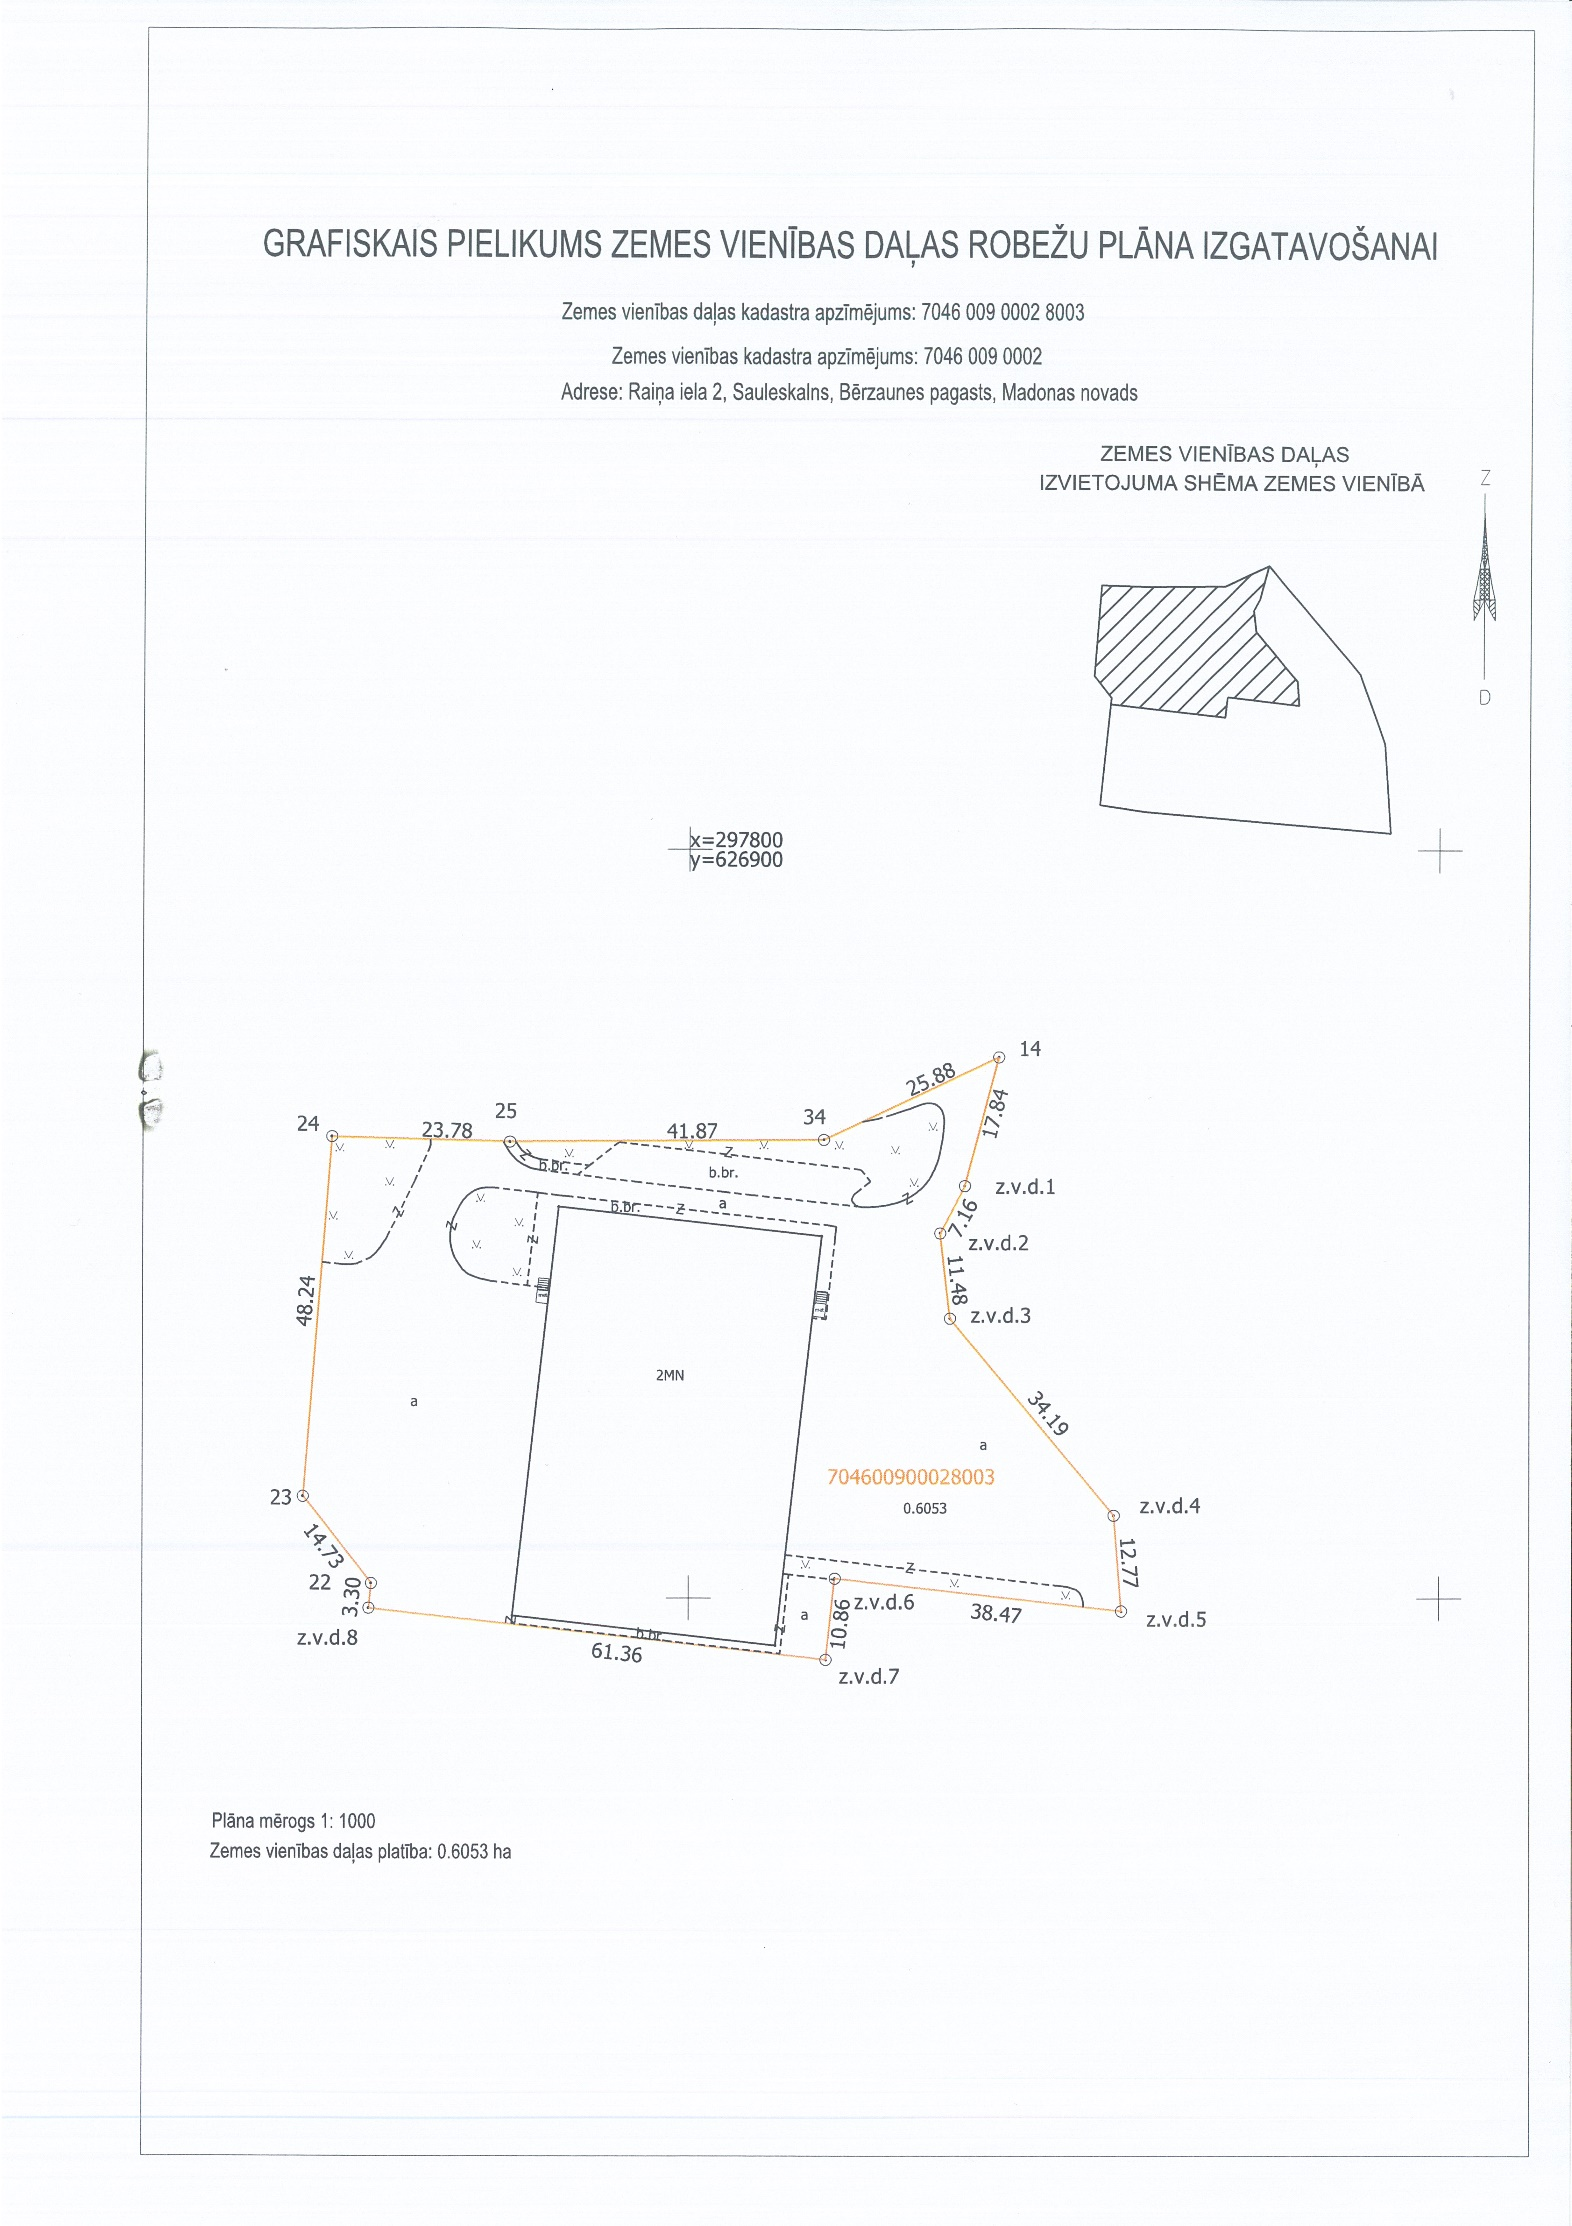 GRAFISKAIS PIELIKUMS ZEMES VIENĪBAS DAĻAS ROBEŽU PLĀNA IZGATAVOŠANAI
Zemes vienības daļas kadastra apzīmējums: 7046 009 0002 8003
Zemes vienības kadastra apzīmējums: 7046 009 0002
Adrese: Raiņa iela 2, Sauleskalns, Bērzaunes pagasts, Madonas novads
ZEMES VIENĪBAS DAĻAS
IZVIETOJUMA SHĒMA ZEMES VIENĪBĀ
Z
D
x=297800
y=626900
14
25.88
17.84
24
23.78
25
41.87
34
b.br.
b.br.
z.v.d.1
a
b.br.
7.16
z.v.d.2
11.48
48.24
z.v.d.3
2MN
a
34.19
a
704600900028003
23
0.6053
z.v.d.4
14.73
12.77
22
3.30
z.v.d.6
38.47
z.v.d.5
a
10.86
z.v.d.8
b.br.
61.36
z.v.d.7
Plāna mērogs 1: 1000
Zemes vienības daļas platība: 0.6053 ha